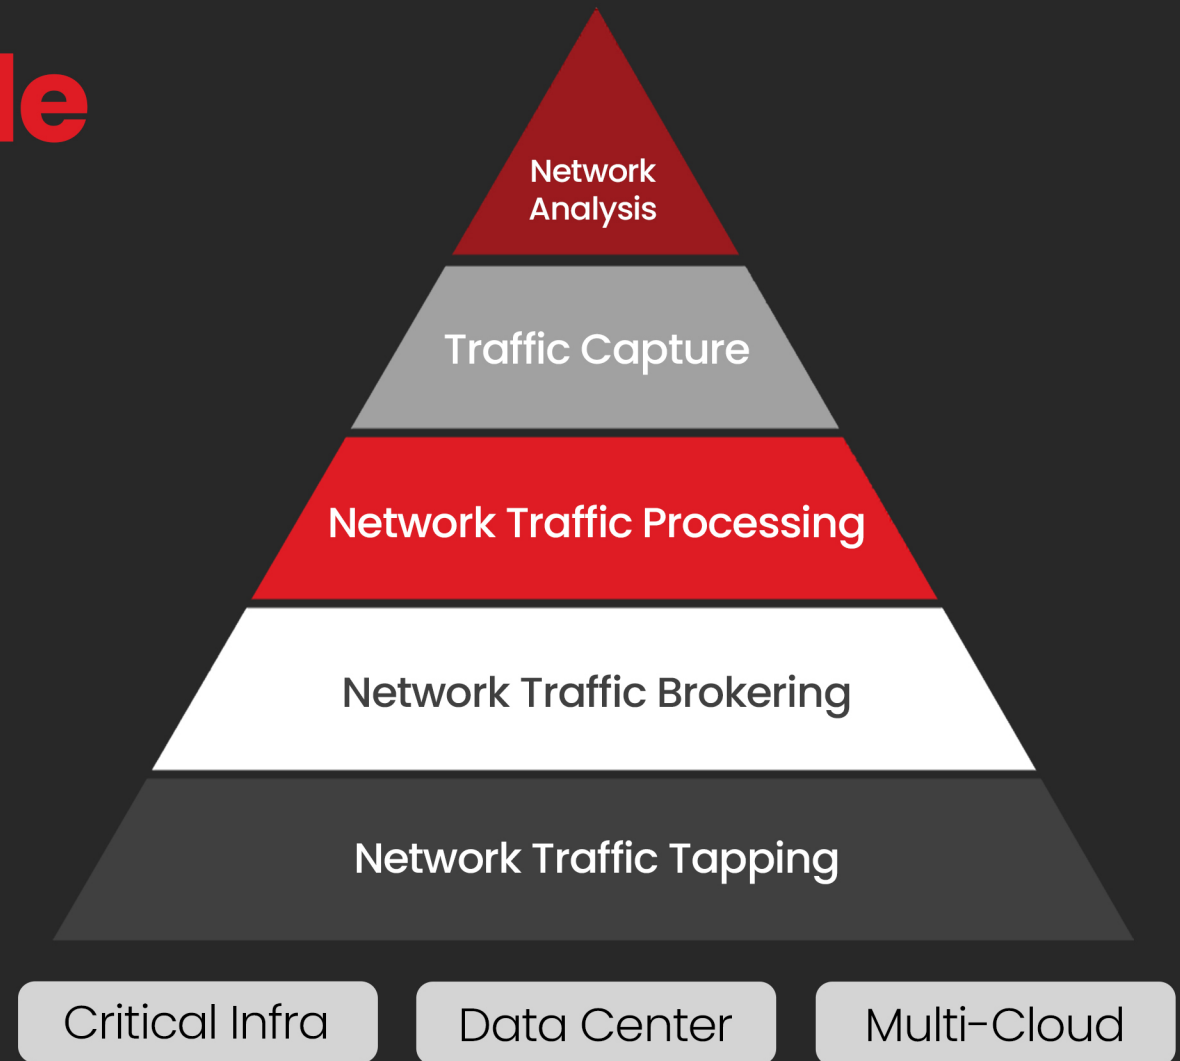 Network
Analysis
Traffic Capture
Network Traffic Processing
Network Traffic Brokering
Network Traffic Tapping
Critical Infra
Data Center
Multi-Cloud